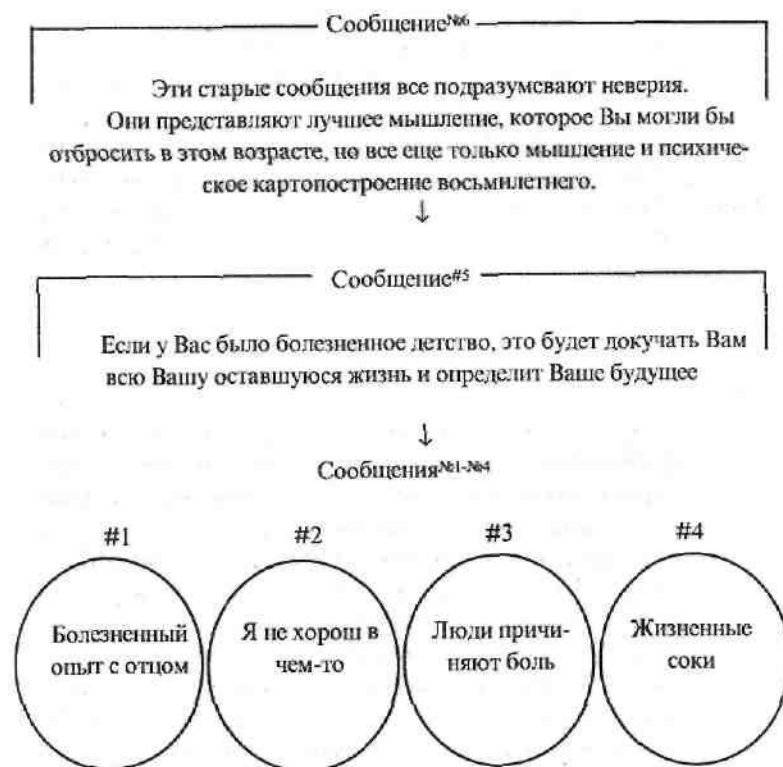 Сообщение№6
Эти старые сообщения все подразумевают неверия.
Они представляют лучшее мышление, которое Вы могли бы
отбросить в этом возрасте, но все еще только мышление и психиче-
ское картопостроение восьмилетнего.
↓
Сообщение#5
Если у Вас было болезненное детство, это будет докучать Вам
всю Вашу оставшуюся жизнь и определит Ваше будущее
↓
Сообщения№1-№4
#1 #2 #3 #4
Болезненный Я не хорош в Люди причи- Жизненные
опыт с отцом чем-то няют боль соки